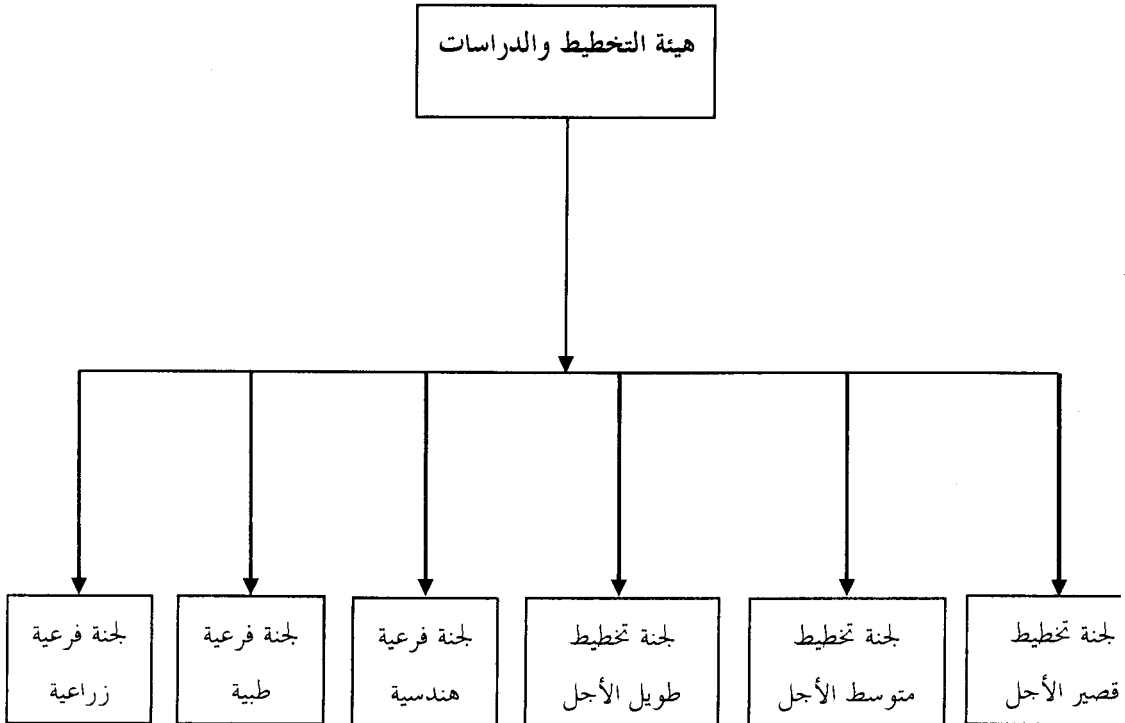 هيئة التخطيط والدراسات
لجنة تخطيط
قصير الأجل
لجنة تخطيط
متوسط الأجل
لجنة تخطيط
طويل الأجل
لجنة فرعية
هندسية
لجنة فرعية
طبية
لجنة فرعية
زراعية